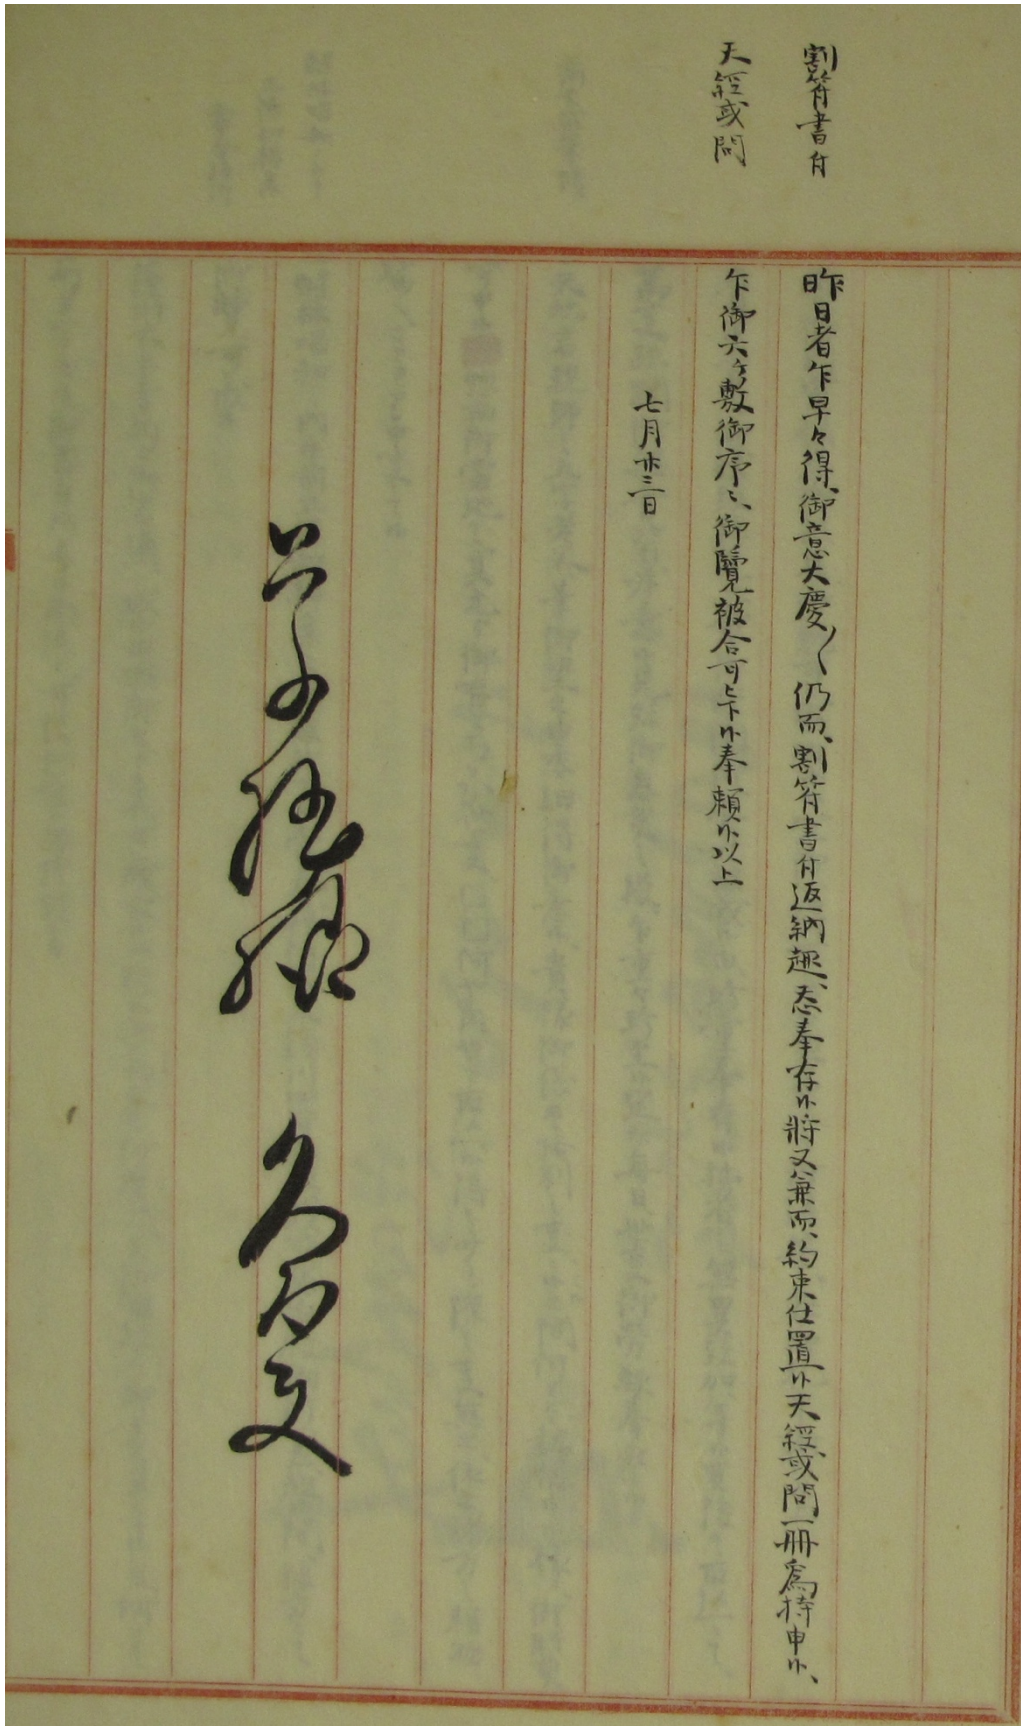 割符書付
天經或問
昨日者乍早々得、御意大慶〱仍而、割符書付返納趣、忝奉存候將又兼而、約束仕置候天經或問一冊爲持申候、
乍御六ケ敷御序ニ、御覽被合可被下候奉頼候以上
七月廿三日